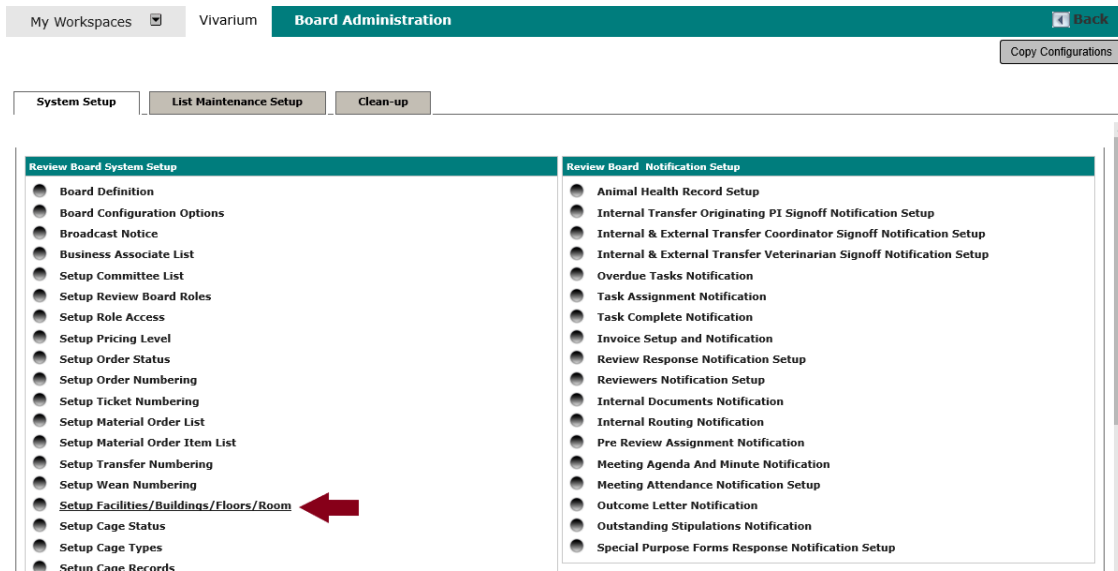 My Workspaces Vivarium Board Administration Back
Copy Configurations
System Setup List Maintenance Setup Clean-up
Review Board System Setup
Board Definition
Board Configuration Options
Broadcast Notice
Business Associate List
Setup Committee List
Setup Review Board Roles
Setup Role Access
Setup Pricing Level
Setup Order Status
Setup Order Numbering
Setup Ticket Numbering
Setup Material Order List
Setup Material Order Item List
Setup Transfer Numbering
Setup Wean Numbering
Setup Facilities/Buildings/Floors/Room
Setup Cage Status
Setup Cage Types
Setup Cage Records
Review Board Notification Setup
Animal Health Record Setup
Internal Transfer Originating PI Signoff Notification Setup
Internal & External Transfer Coordinator Signoff Notification Setup
Internal & External Transfer Veterinarian Signoff Notification Setup
Overdue Tasks Notification
Task Assignment Notification
Task Complete Notification
Invoice Setup and Notification
Review Response Notification Setup
Reviewers Notification Setup
Internal Documents Notification
Internal Routing Notification
Pre Review Assignment Notification
Meeting Agenda And Minute Notification
Meeting Attendance Notification Setup
Outcome Letter Notification
Outstanding Stipulations Notification
Special Purpose Forms Response Notification Setup